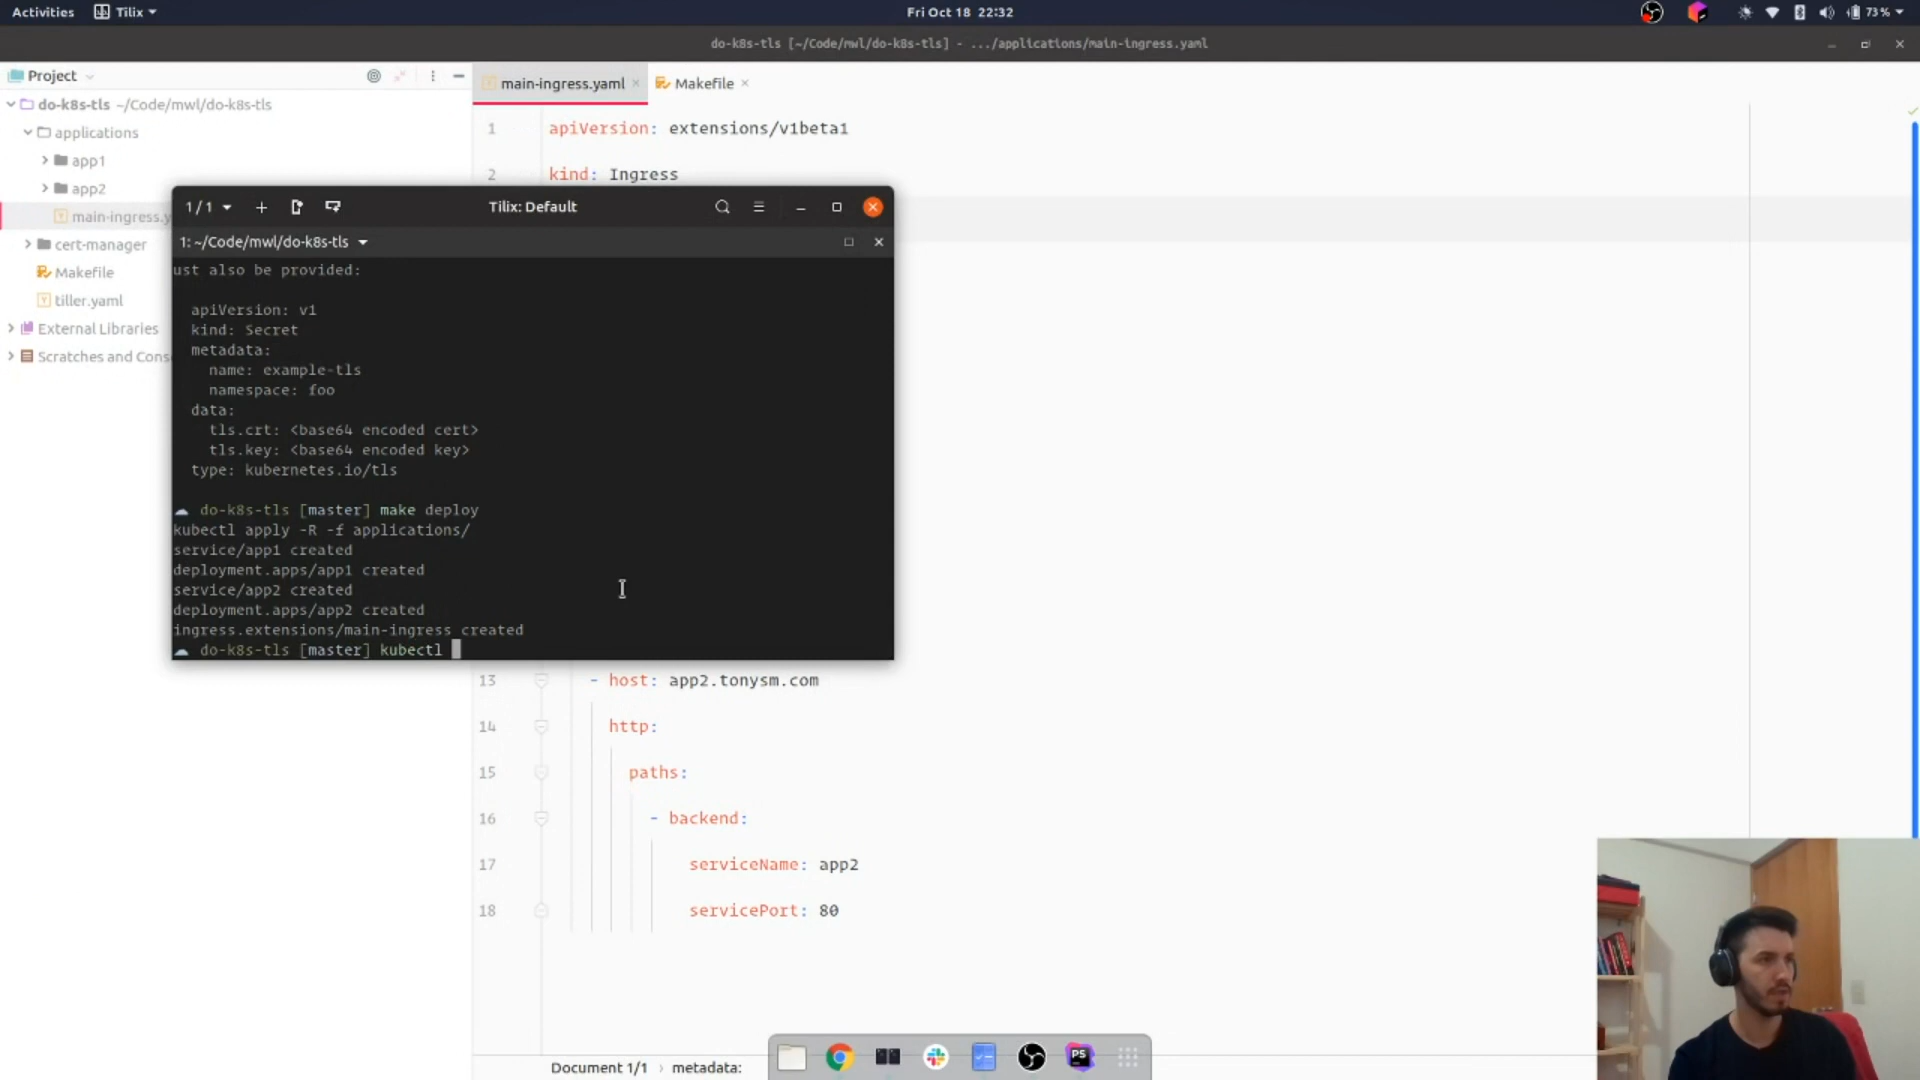 Activities
Tilix
Fri Oct 18 22:32
73 %
do-k8s-tls [~/Code/mwl/do-k8s-tls] - .../applications/main-ingress.yaml
Project
main-ingress.yaml
Makefile
do-k8s-tls ~/Code/mwl/do-k8s-tls
applications
app1
app2
main-ingress.y
cert-manager
Makefile
tiller.yaml
External Libraries
Scratches and Cons
1 apiVersion: extensions/v1beta1
2 kind: Ingress
1 / 1
Tilix: Default
1: ~/Code/mwl/do-k8s-tls
ust also be provided:
apiVersion: v1
kind: Secret
metadata:
name: example-tls
namespace: foo
data:
tls.crt: <base64 encoded cert>
tls.key: <base64 encoded key>
type: kubernetes.io/tls
do-k8s-tls [master] make deploy
kubectl apply -R -f applications/
service/app1 created
deployment.apps/app1 created
service/app2 created
deployment.apps/app2 created
ingress.extensions/main-ingress created
do-k8s-tls [master] kubectl
13 - host: app2.tonysm.com
14 http:
15 paths:
16 - backend:
17 serviceName: app2
18 servicePort: 80
Document 1/1 › metadata:
PS